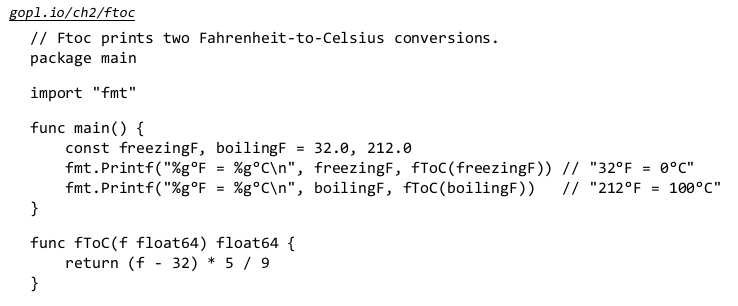 gopl.io/ch2/ftoc
// Ftoc prints two Fahrenheit-to-Celsius conversions.
package main
import "fmt"
func main() {
    const freezingF, boilingF = 32.0, 212.0
    fmt.Printf("%g°F = %g°C\n", freezingF, fToC(freezingF)) // "32°F = 0°C"
    fmt.Printf("%g°F = %g°C\n", boilingF, fToC(boilingF))   // "212°F = 100°C"
}
func fToC(f float64) float64 {
    return (f - 32) * 5 / 9
}